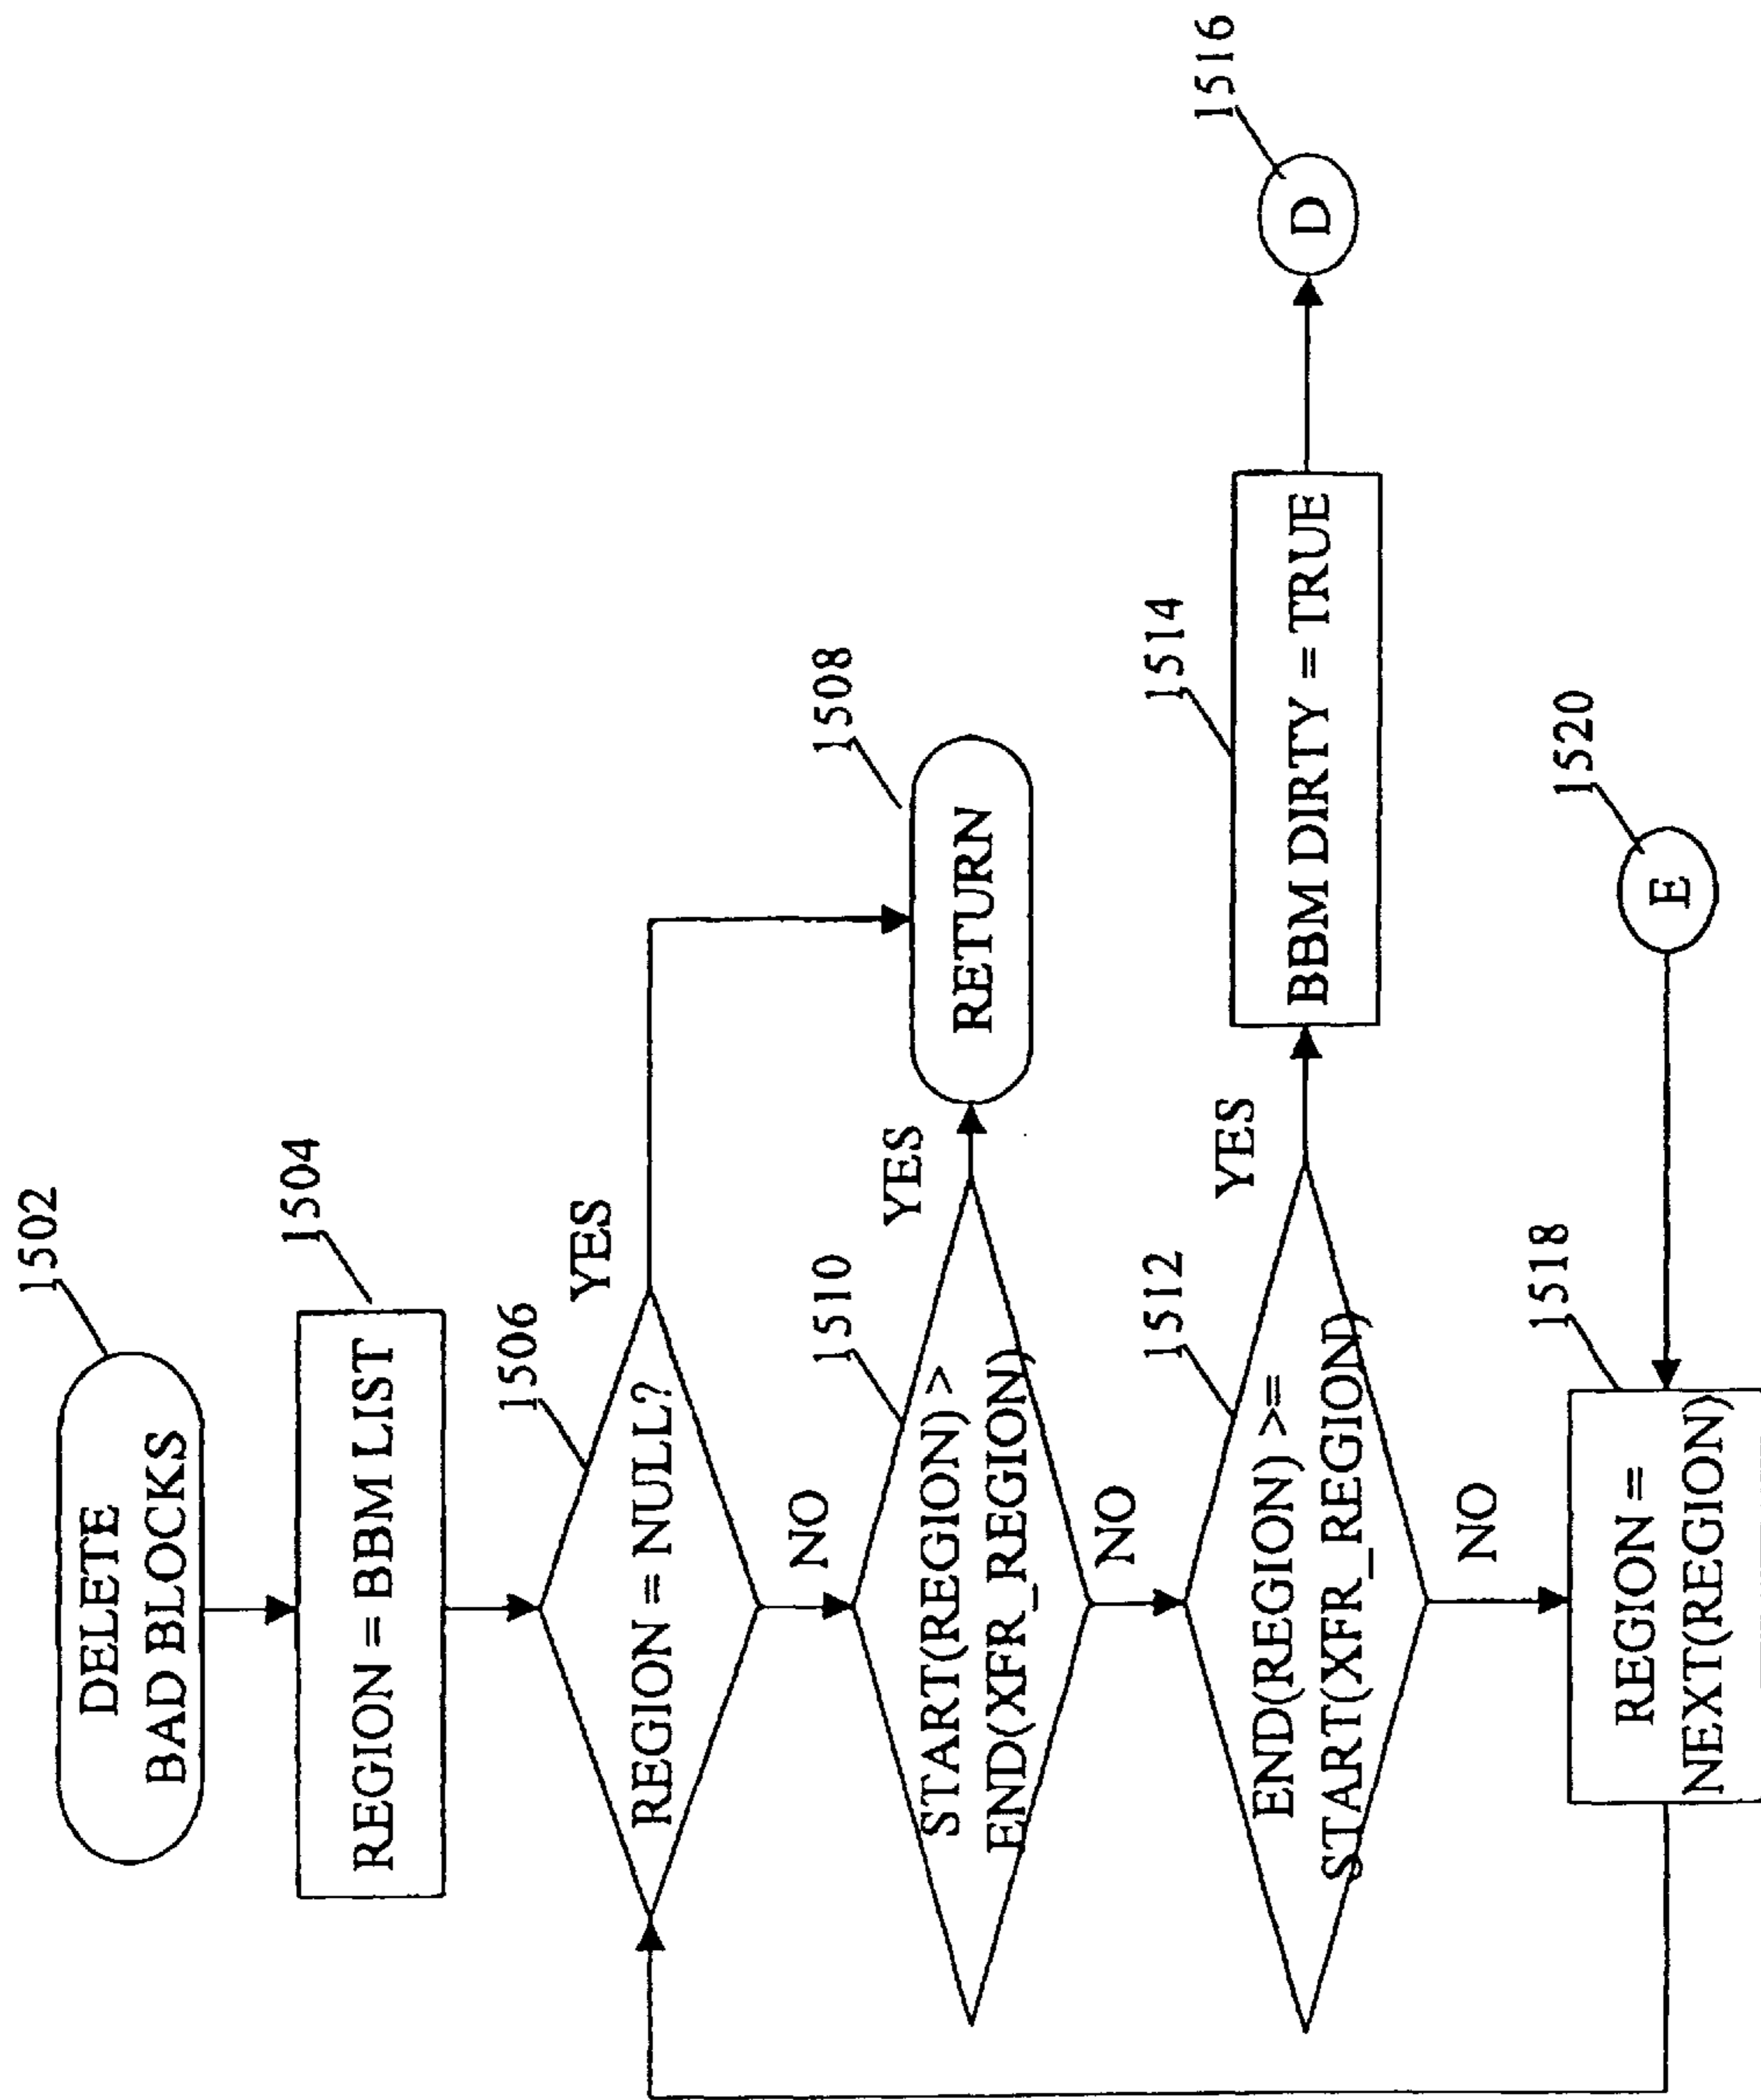 1502
DELETE
BAD BLOCKS
1504
REGION = BBM LIST
1506
REGION = NULL?
YES
NO
1508
RETURN
1510
START(REGION) >
END(XFR_REGION)
YES
NO
1512
END(REGION) >=
START(XFR_REGION)
YES
NO
1514
BBM DIRTY = TRUE
1516
D
1518
REGION =
NEXT(REGION)
1520
E